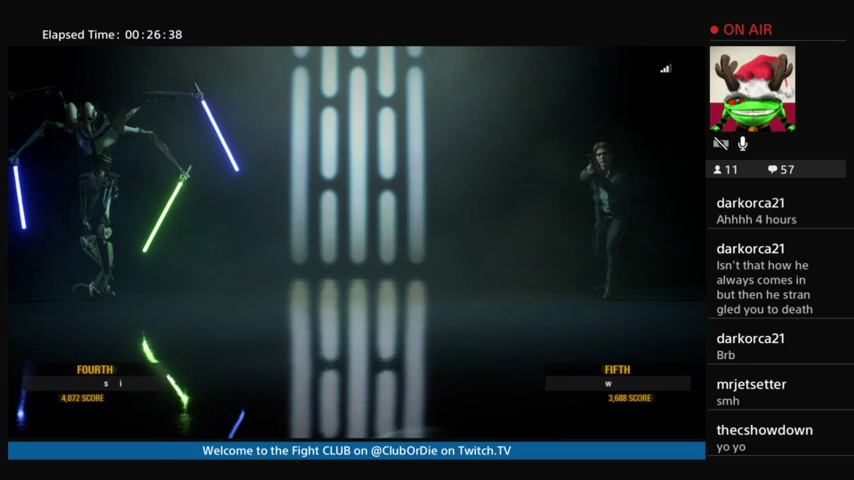 Elapsed Time: 00:26:38
ON AIR
11
57
darkorca21
Ahhhh 4 hours
darkorca21
Isn't that how he
always comes in
but then he stran
gled you to death
darkorca21
Brb
mrjetsetter
smh
thecshowdown
yo yo
FOURTH
s i
4,072 SCORE
FIFTH
w
3,688 SCORE
Welcome to the Fight CLUB on @ClubOrDie on Twitch.TV